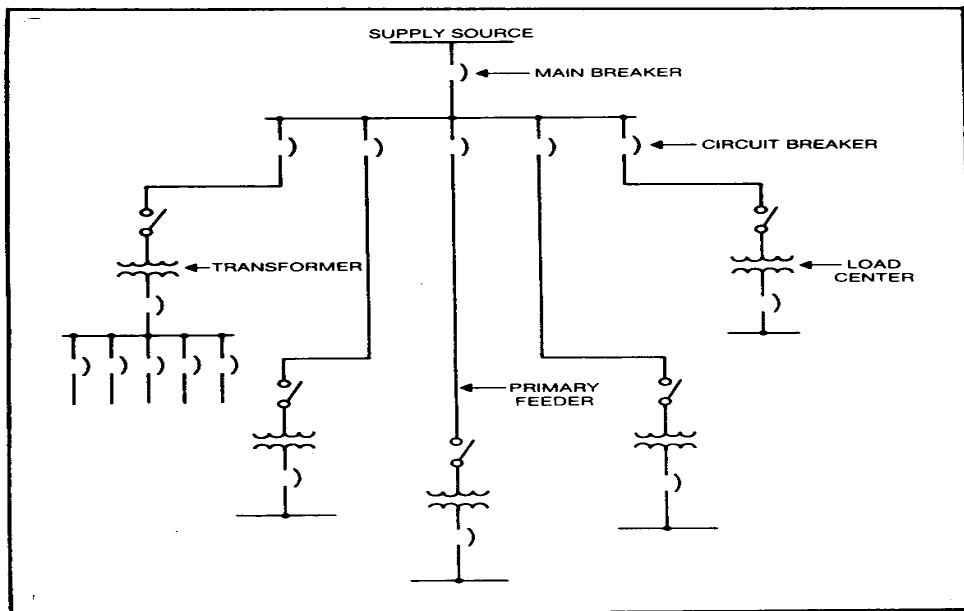 SUPPLY SOURCE
MAIN BREAKER
CIRCUIT BREAKER
TRANSFORMER
LOAD
CENTER
PRIMARY
FEEDER